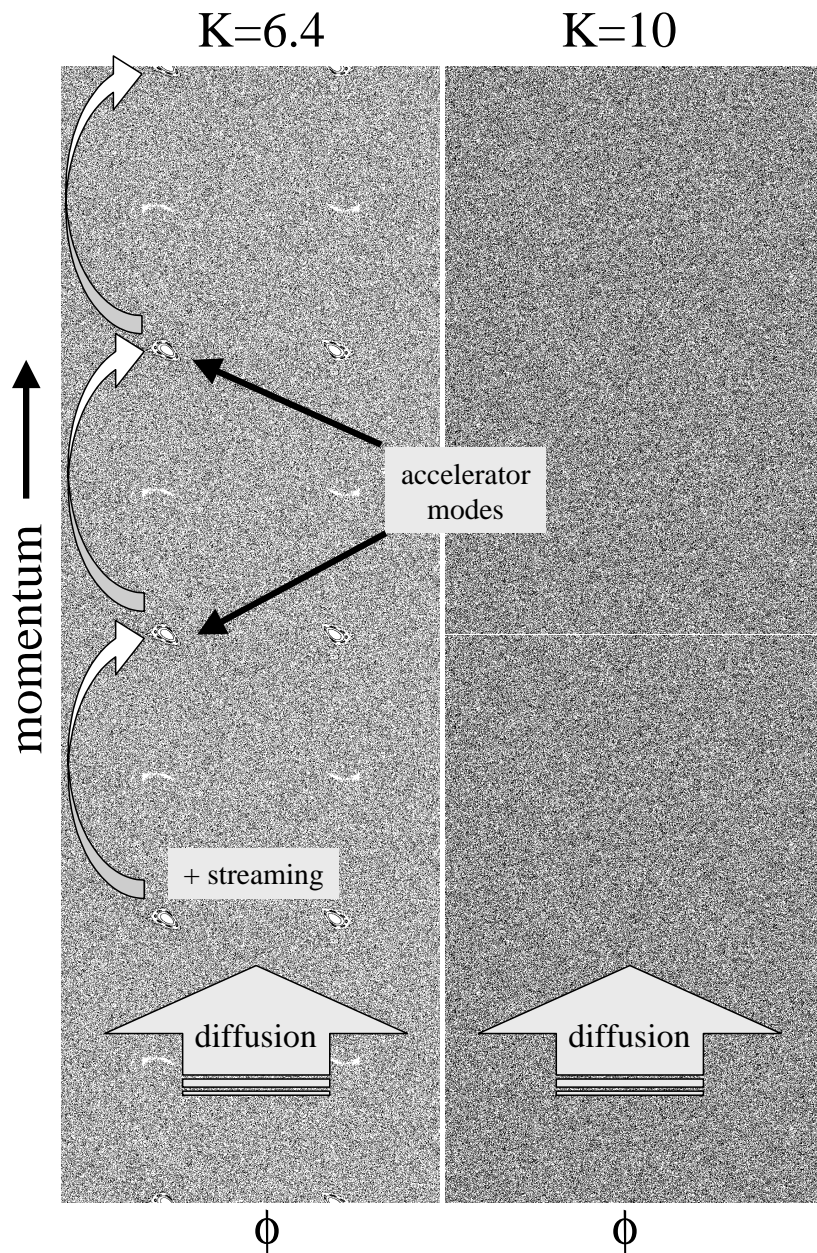 K=6.4
K=10
momentum
accelerator
modes
+ streaming
diffusion
diffusion
ϕ
ϕ